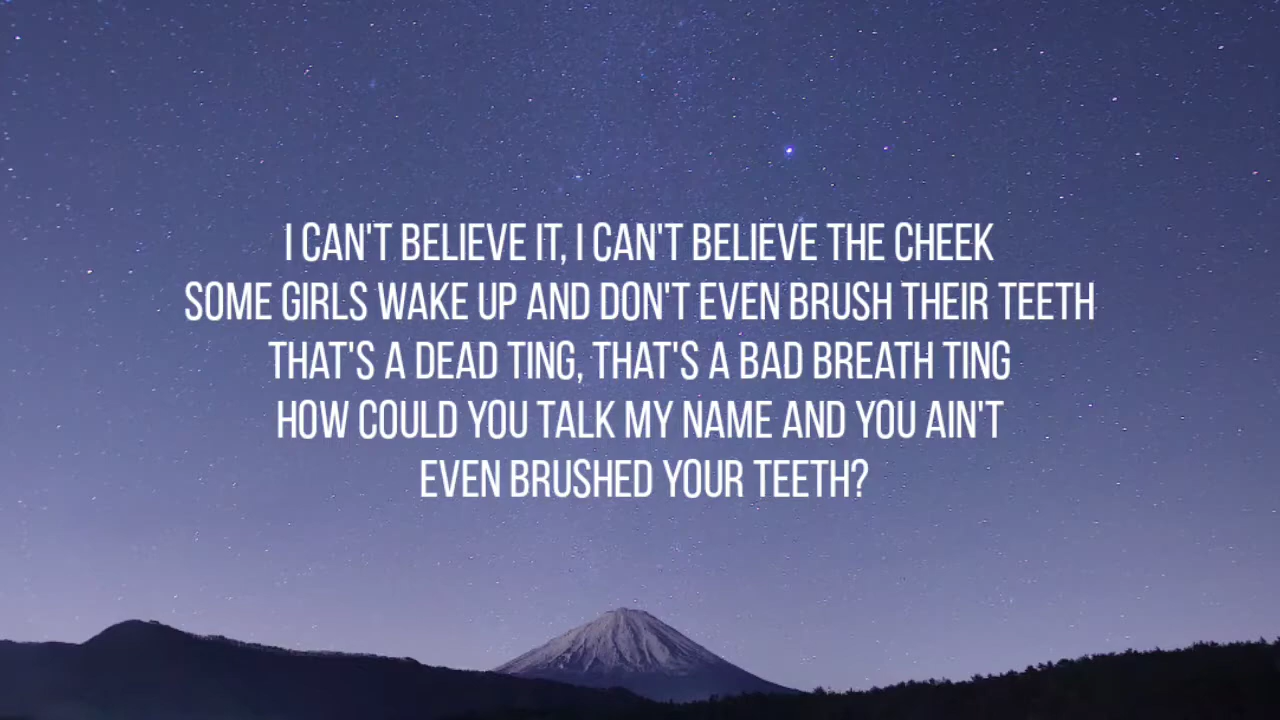 I CAN'T BELIEVE IT, I CAN'T BELIEVE THE CHEEK
SOME GIRLS WAKE UP AND DON'T EVEN BRUSH THEIR TEETH
THAT'S A DEAD TING, THAT'S A BAD BREATH TING
HOW COULD YOU TALK MY NAME AND YOU AIN'T
EVEN BRUSHED YOUR TEETH?